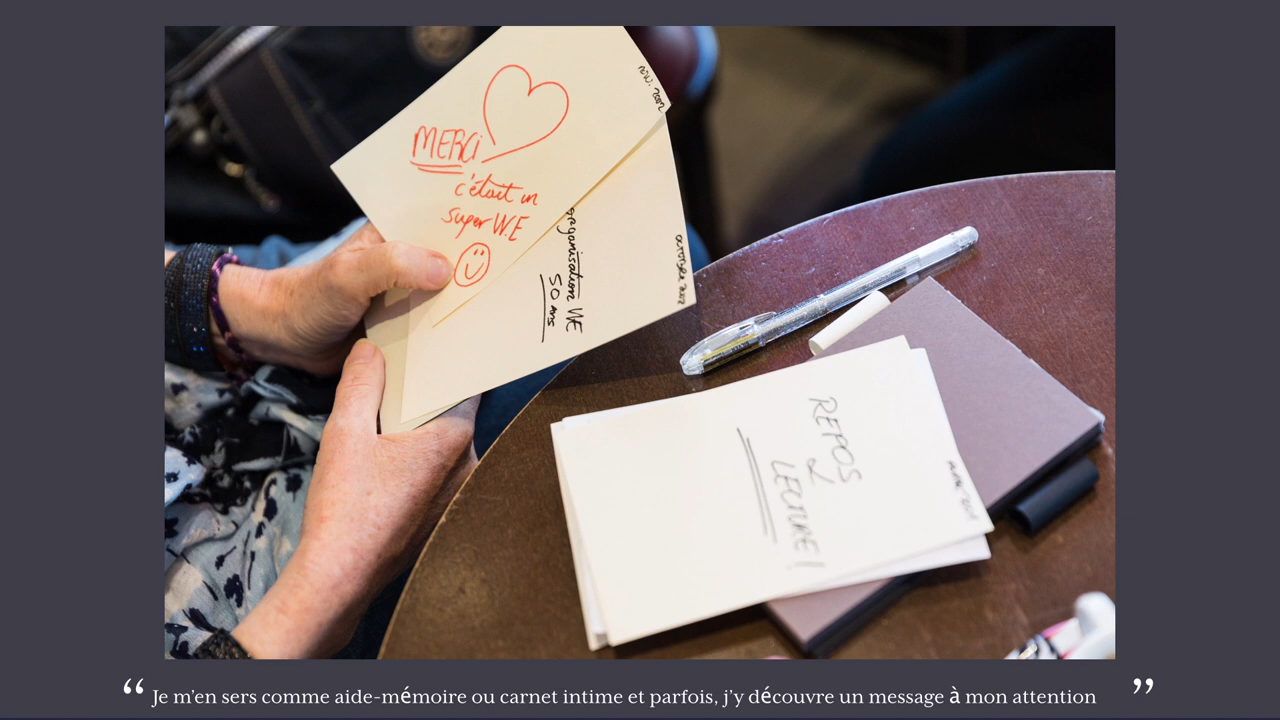 MERCI
c'était un
super W.E
organisation WE
50 ans
REPOS
&
LECTURE !
“ Je m'en sers comme aide-mémoire ou carnet intime et parfois, j'y découvre un message à mon attention ”